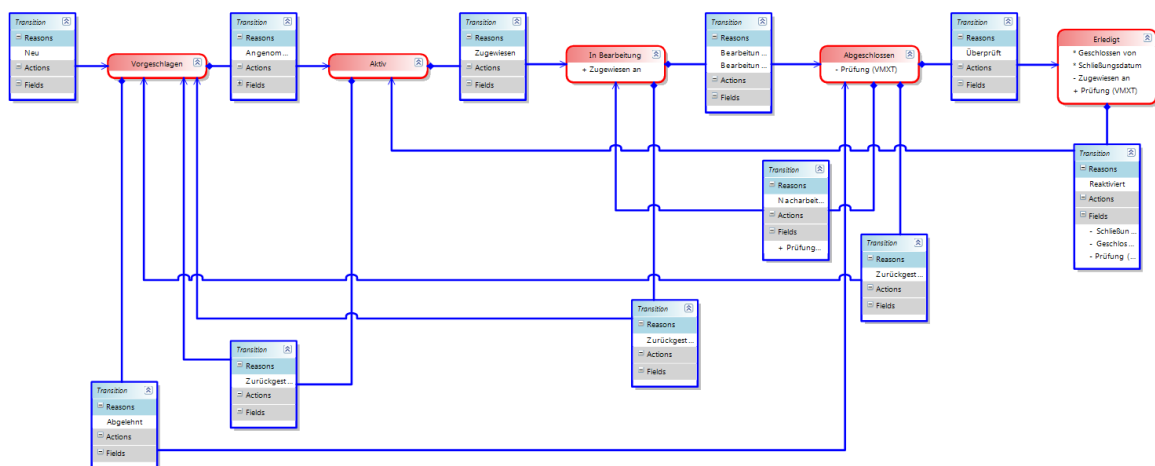 Transition
Reasons
Neu
Actions
Fields
Vorgeschlagen
Transition
Reasons
Angenom...
Actions
Fields
Aktiv
Transition
Reasons
Zugewiesen
Actions
Fields
In Bearbeitung
+ Zugewiesen an
Transition
Reasons
Bearbeitun ...
Bearbeitun ...
Actions
Fields
Abgeschlossen
- Prüfung (VMXT)
Transition
Reasons
Überprüft
Actions
Fields
Erledigt
* Geschlossen von
* Schließungsdatum
- Zugewiesen an
+ Prüfung (VMXT)
Transition
Reasons
Reaktiviert
Actions
Fields
- Schließun ...
- Geschlos ...
- Prüfung (...
Transition
Reasons
Nacharbeit...
Actions
Fields
+ Prüfung...
Transition
Reasons
Zurückgest...
Actions
Fields
Transition
Reasons
Zurückgest...
Actions
Fields
Transition
Reasons
Zurückgest...
Actions
Fields
Transition
Reasons
Abgelehnt
Actions
Fields